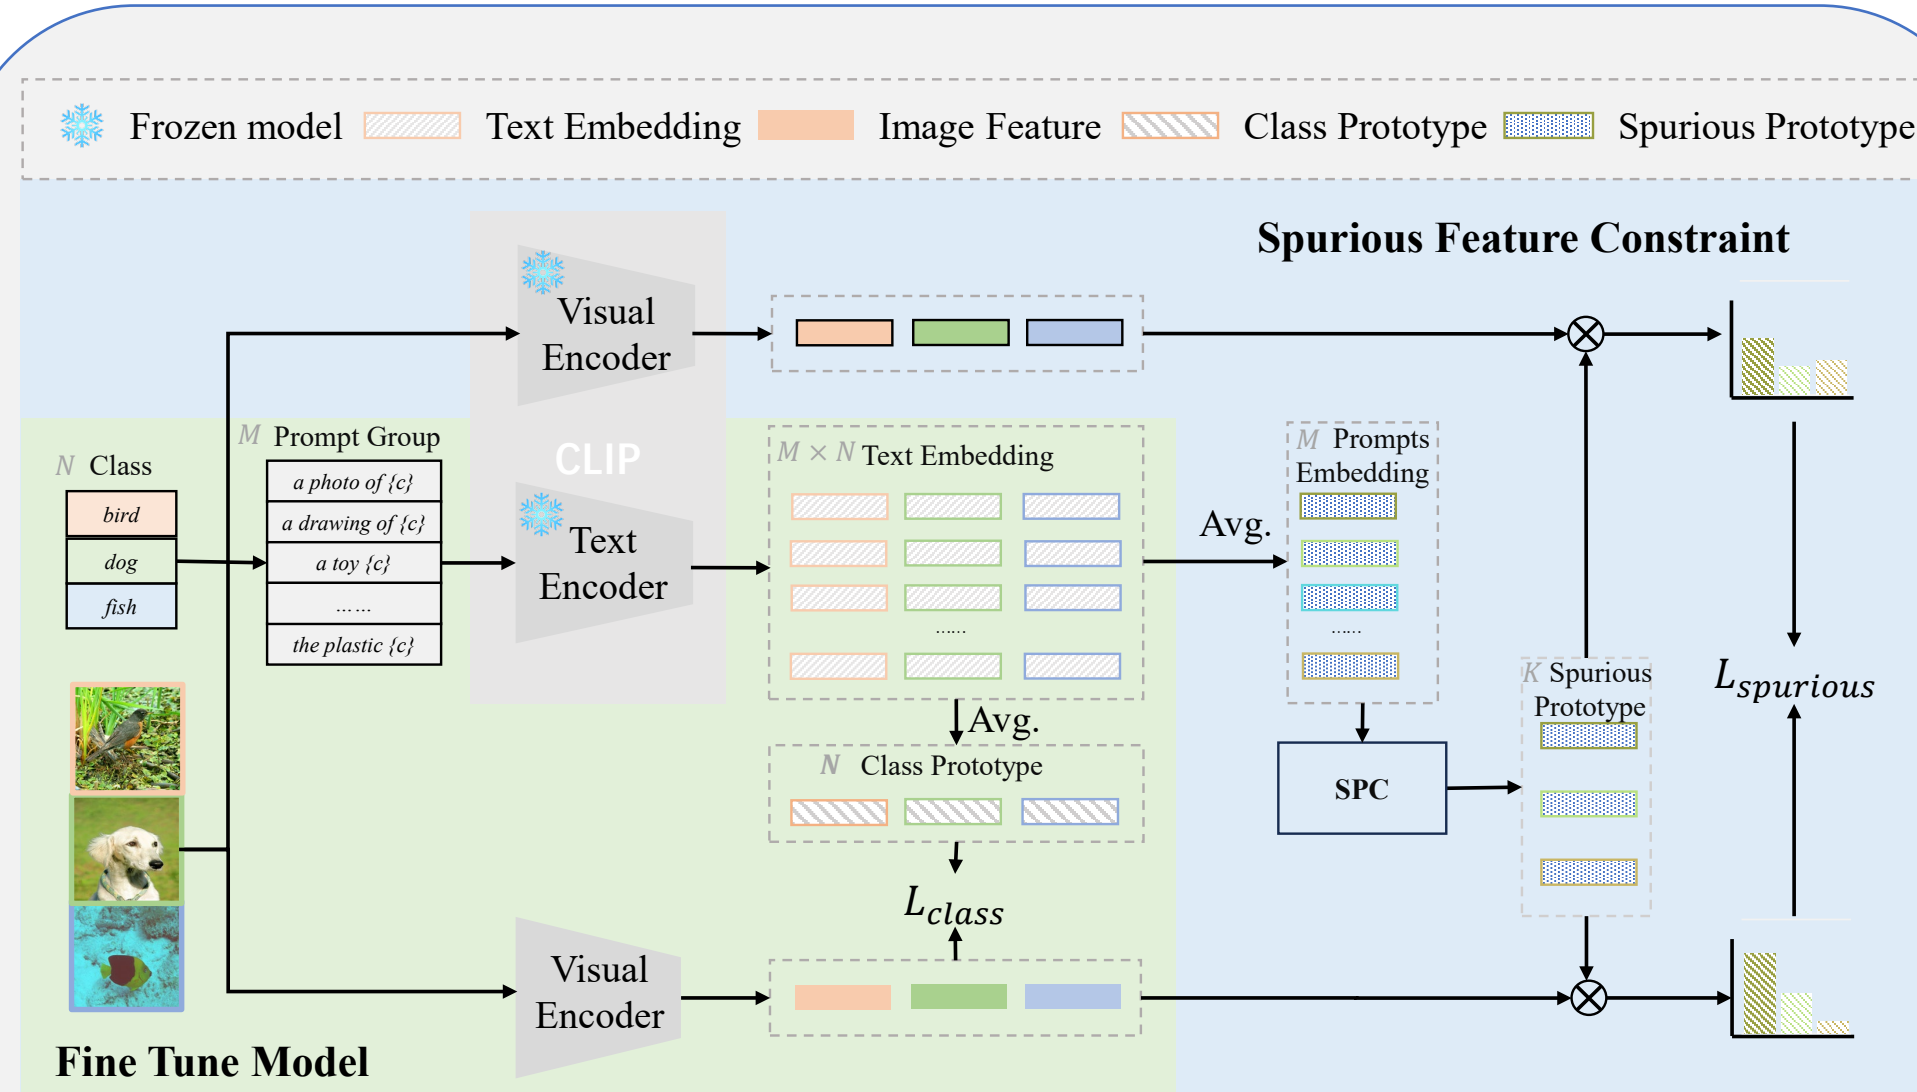 Frozen model
Text Embedding
Image Feature
Class Prototype
Spurious Prototype
Spurious Feature Constraint
Visual
Encoder
CLIP
N Class
bird
dog
fish
M Prompt Group
a photo of {c}
a drawing of {c}
a toy {c}
......
the plastic {c}
Text
Encoder
M × N Text Embedding
......
Avg.
M Prompts
Embedding
......
Avg.
N Class Prototype
SPC
K Spurious
Prototype
L_spurious
L_class
Visual
Encoder
Fine Tune Model